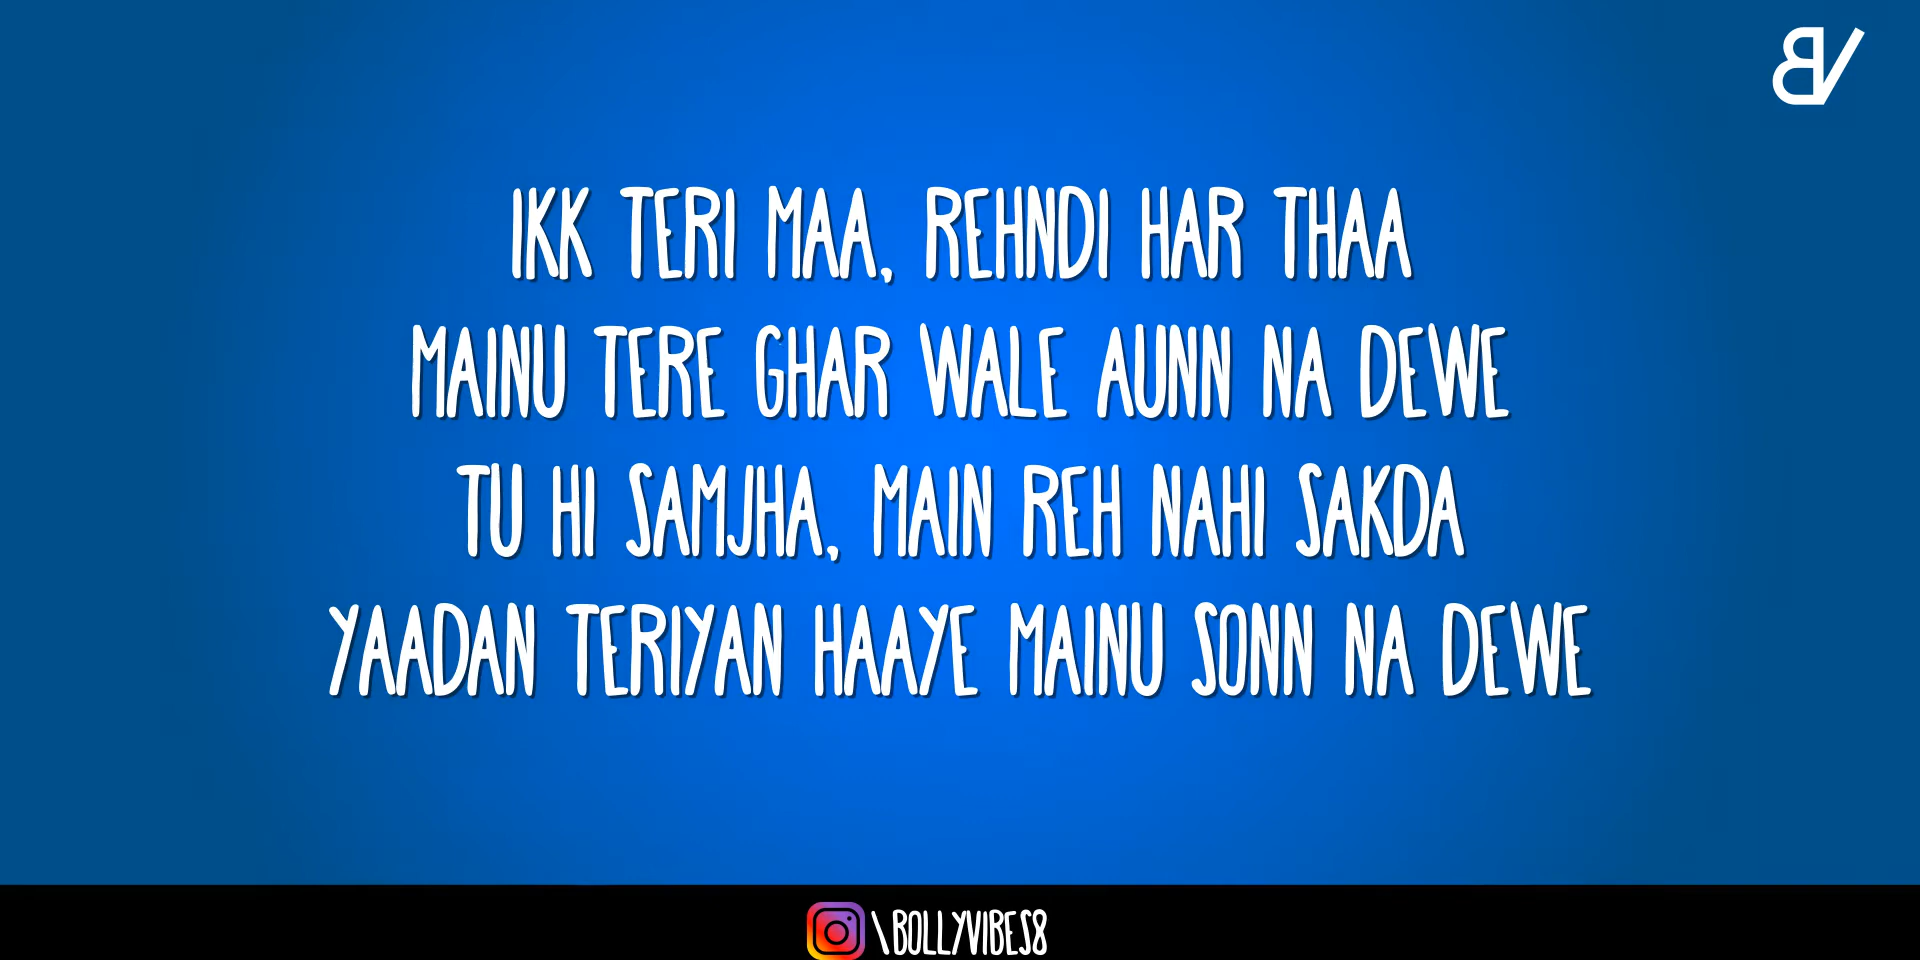 BV
IKK TERI MAA, REHNDI HAR THAA
MAINU TERE GHAR WALE AUNN NA DEWE
TU HI SAMJHA, MAIN REH NAHI SAKDA
YAADAN TERIYAN HAAYE MAINU SONN NA DEWE
\BOLLYVIBES8